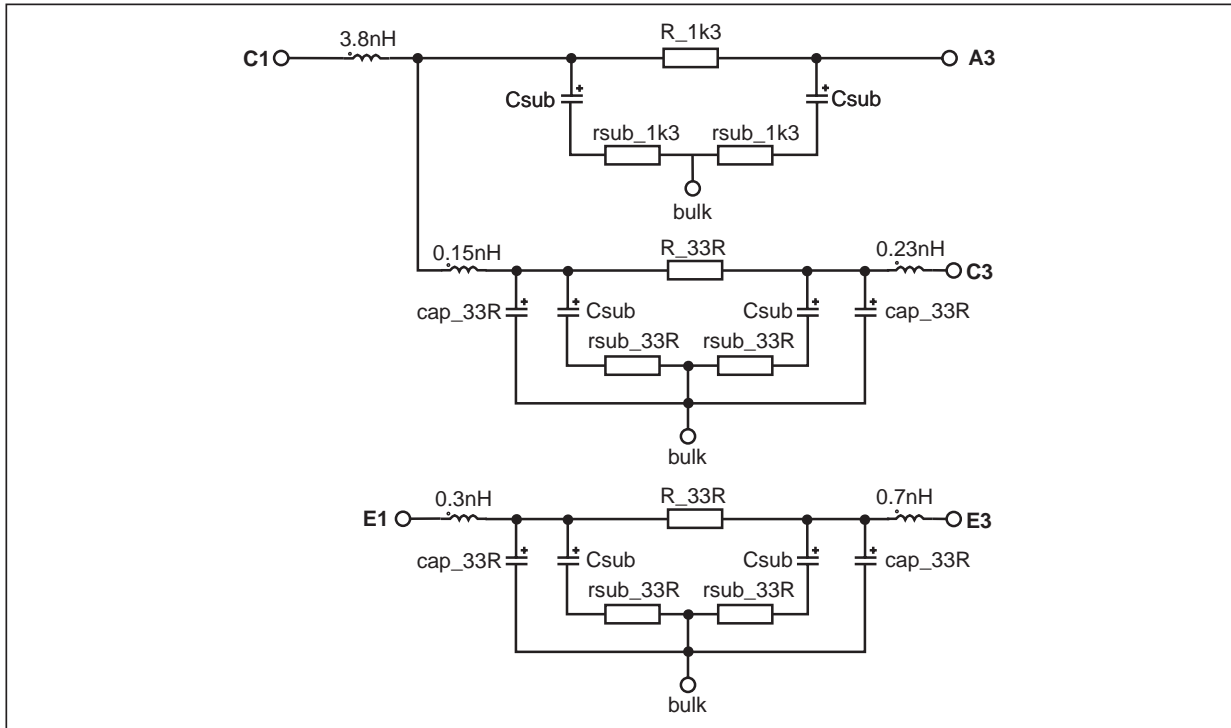 3.8nH
R_1k3
C1
A3
Csub
+
+
Csub
rsub_1k3
rsub_1k3
bulk
0.15nH
R_33R
0.23nH
C3
+
+
+
+
cap_33R
Csub
Csub
cap_33R
rsub_33R
rsub_33R
bulk
0.3nH
R_33R
0.7nH
E1
E3
+
+
+
+
cap_33R
Csub
Csub
cap_33R
rsub_33R
rsub_33R
bulk